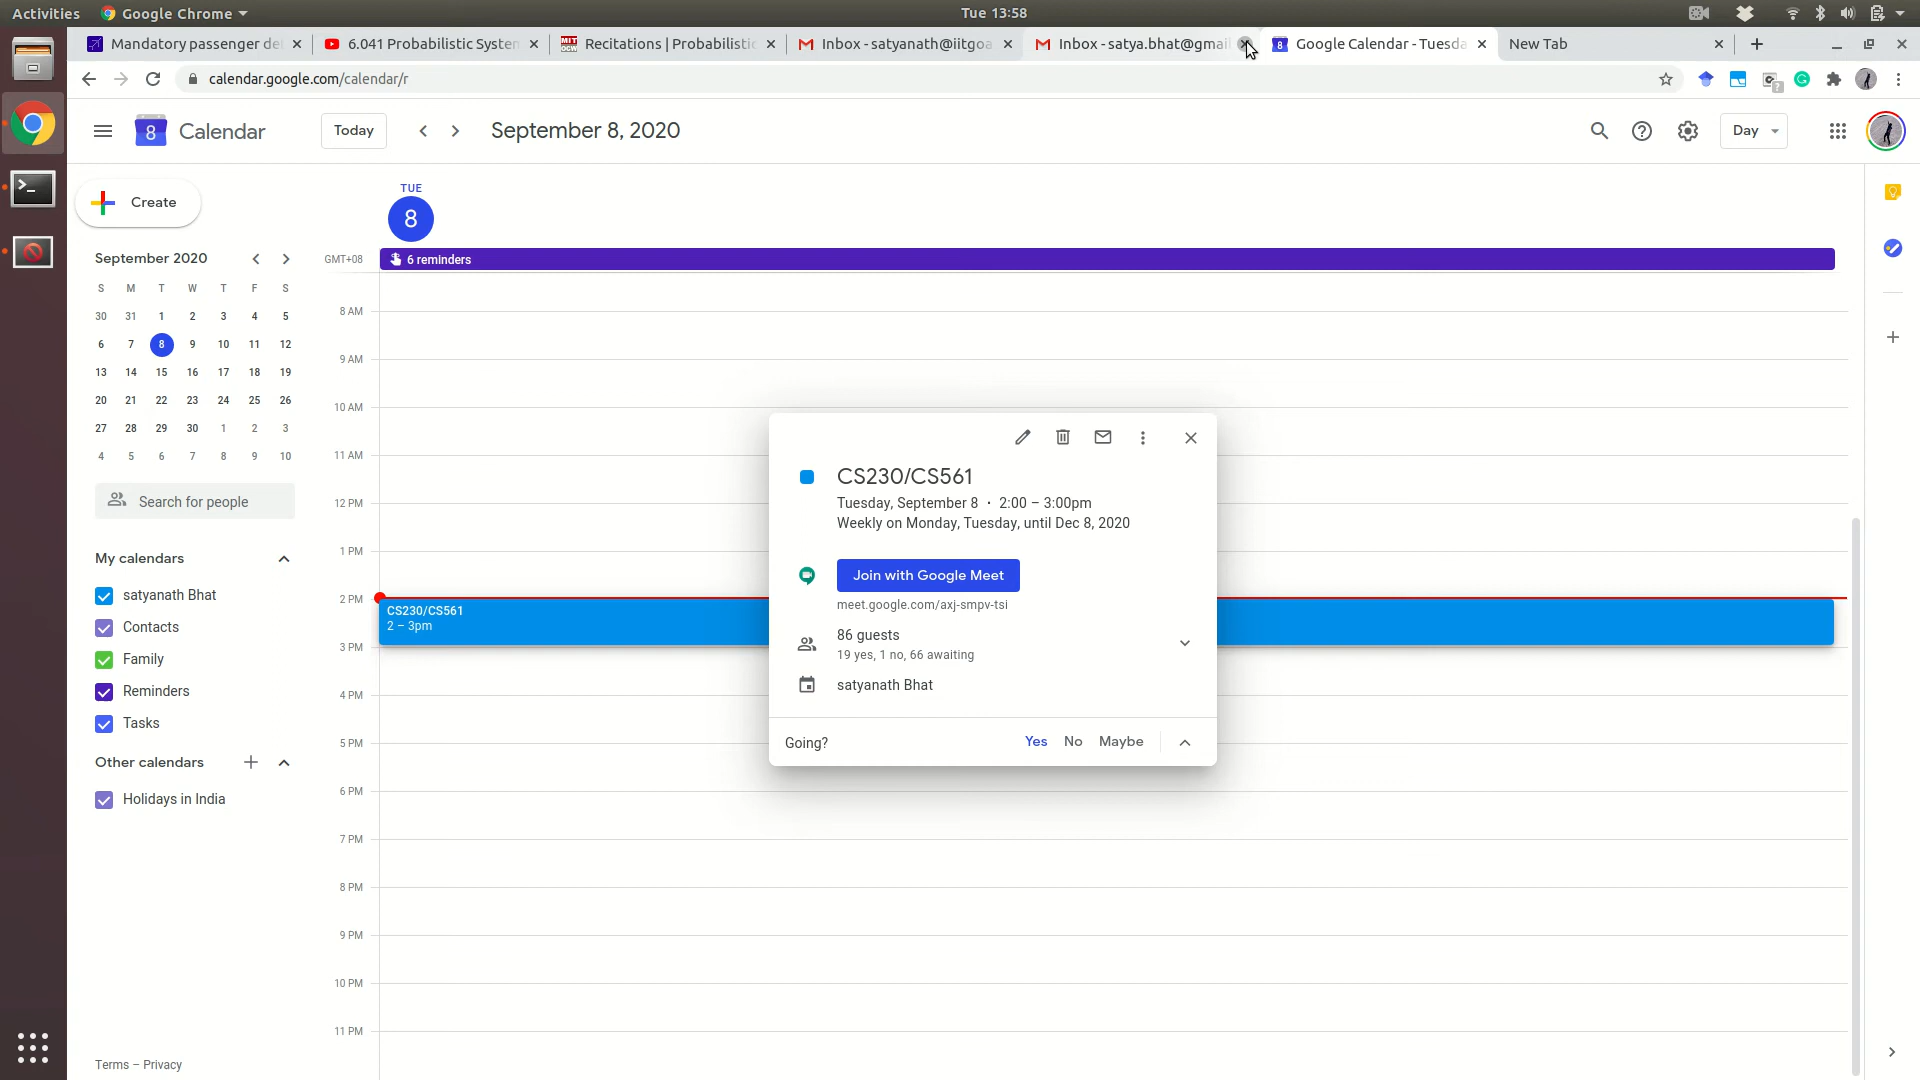 Activities
Google Chrome
Tue 13:58
Mandatory passenger de
6.041 Probabilistic System
MIT OCW
Recitations | Probabilistic
Inbox - satyanath@iitgoa
Inbox - satya.bhat@gmail
8
Google Calendar - Tuesda
New Tab
calendar.google.com/calendar/r
8
Calendar
Today
September 8, 2020
Day
Create
TUE
8
GMT+08
6 reminders
September 2020
S M T W T F S
30 31 1 2 3 4 5
6 7 8 9 10 11 12
13 14 15 16 17 18 19
20 21 22 23 24 25 26
27 28 29 30 1 2 3
4 5 6 7 8 9 10
Search for people
My calendars
satyanath Bhat
Contacts
Family
Reminders
Tasks
Other calendars
Holidays in India
Terms – Privacy
8 AM
9 AM
10 AM
11 AM
12 PM
1 PM
2 PM
3 PM
4 PM
5 PM
6 PM
7 PM
8 PM
9 PM
10 PM
11 PM
CS230/CS561
2 – 3pm
CS230/CS561
Tuesday, September 8 · 2:00 – 3:00pm
Weekly on Monday, Tuesday, until Dec 8, 2020
Join with Google Meet
meet.google.com/axj-smpv-tsi
86 guests
19 yes, 1 no, 66 awaiting
satyanath Bhat
Going?
Yes
No
Maybe